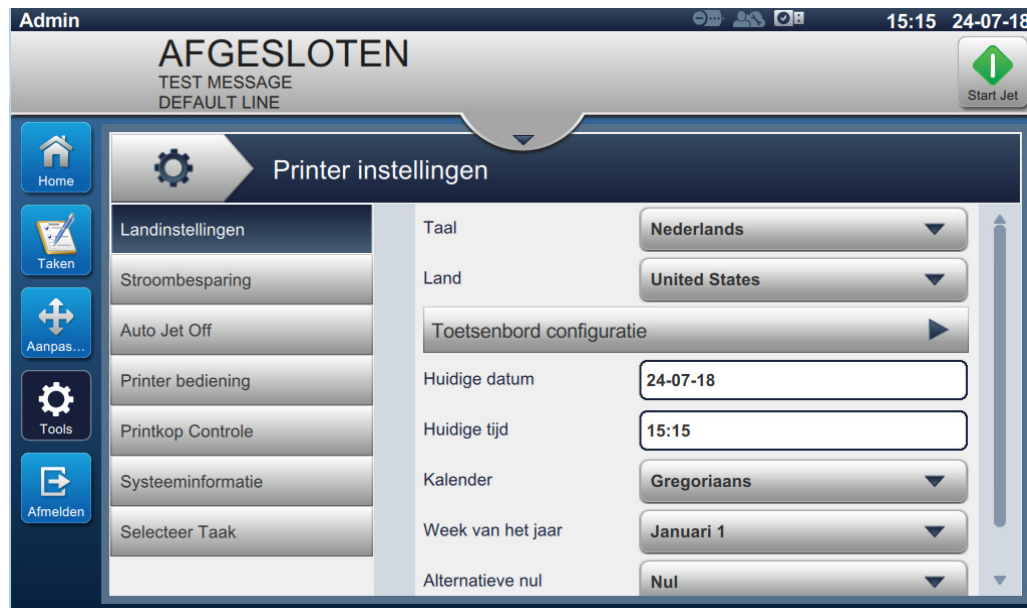 Admin
15:15 24-07-18
AFGESLOTEN
TEST MESSAGE
DEFAULT LINE
Start Jet
Home
Taken
Aanpas...
Tools
Afmelden
Printer instellingen
Landinstellingen
Stroombesparing
Auto Jet Off
Printer bediening
Printkop Controle
Systeeminformatie
Selecteer Taak
Taal Nederlands
Land United States
Toetsenbord configuratie
Huidige datum 24-07-18
Huidige tijd 15:15
Kalender Gregoriaans
Week van het jaar Januari 1
Alternatieve nul Nul